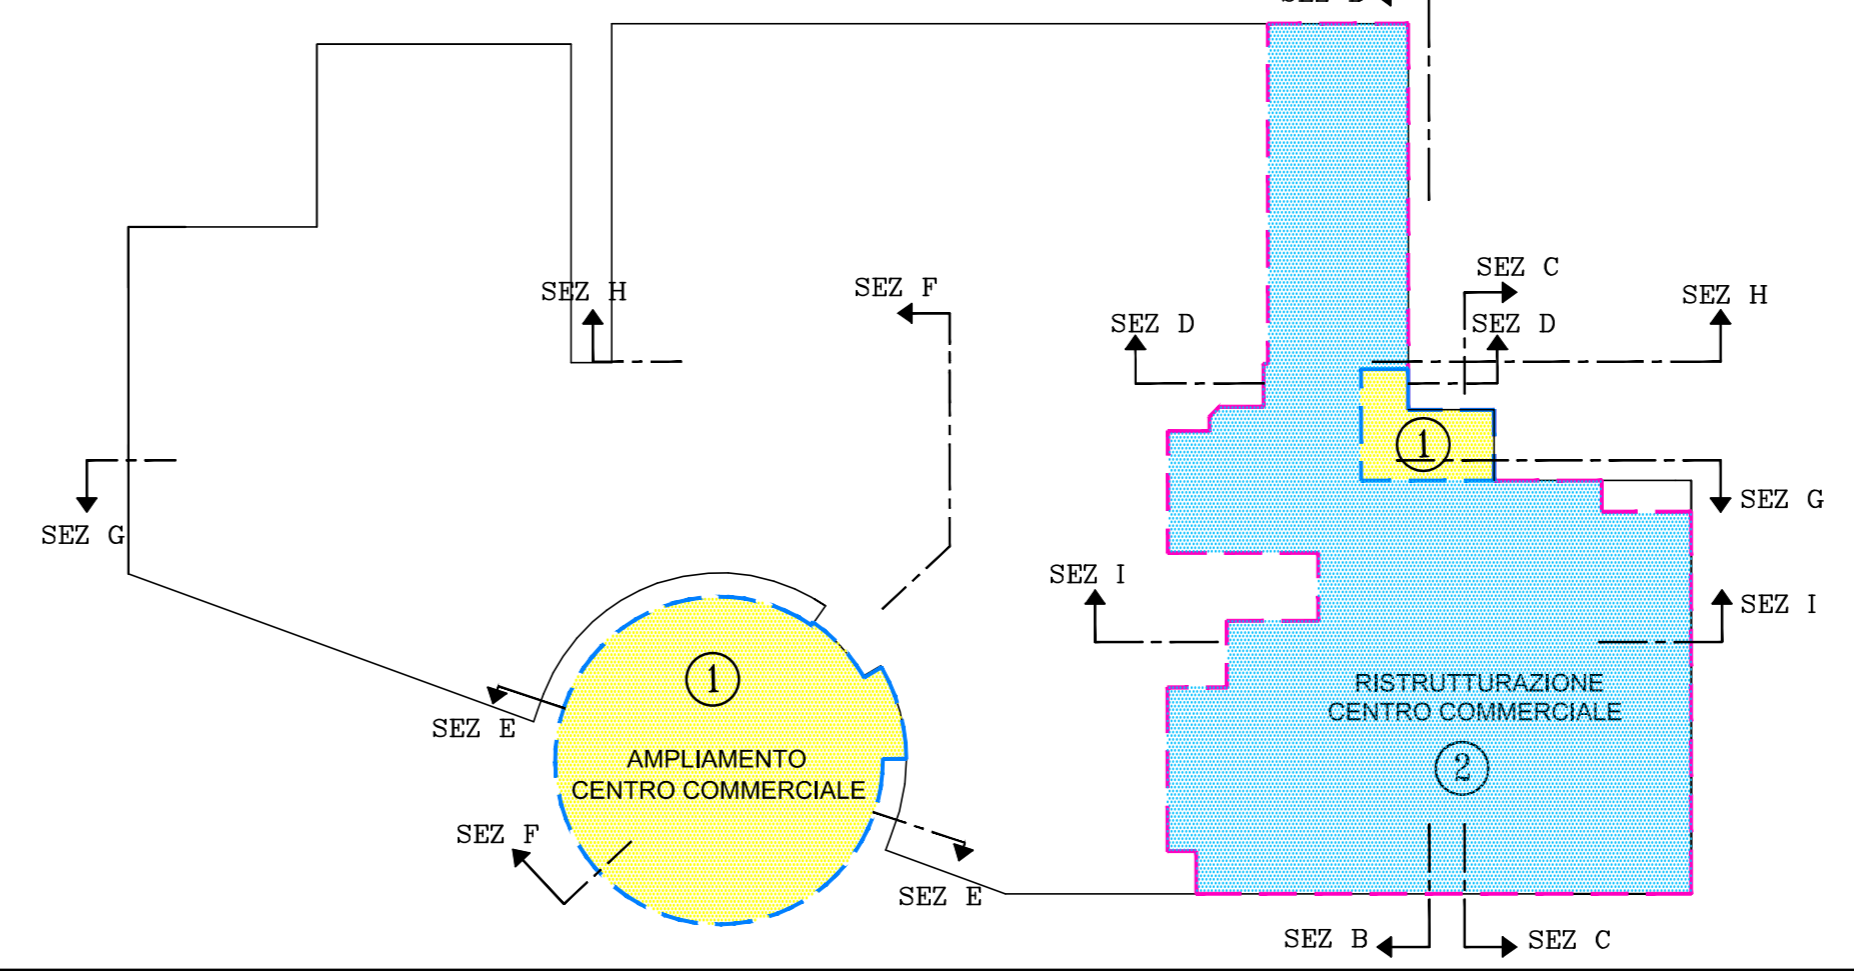 SEZ B
SEZ C
SEZ H
SEZ F
SEZ H
SEZ D
SEZ D
1
SEZ G
SEZ G
SEZ I
SEZ I
1
RISTRUTTURAZIONE
CENTRO COMMERCIALE
2
SEZ E
AMPLIAMENTO
CENTRO COMMERCIALE
SEZ F
SEZ E
SEZ B
SEZ C